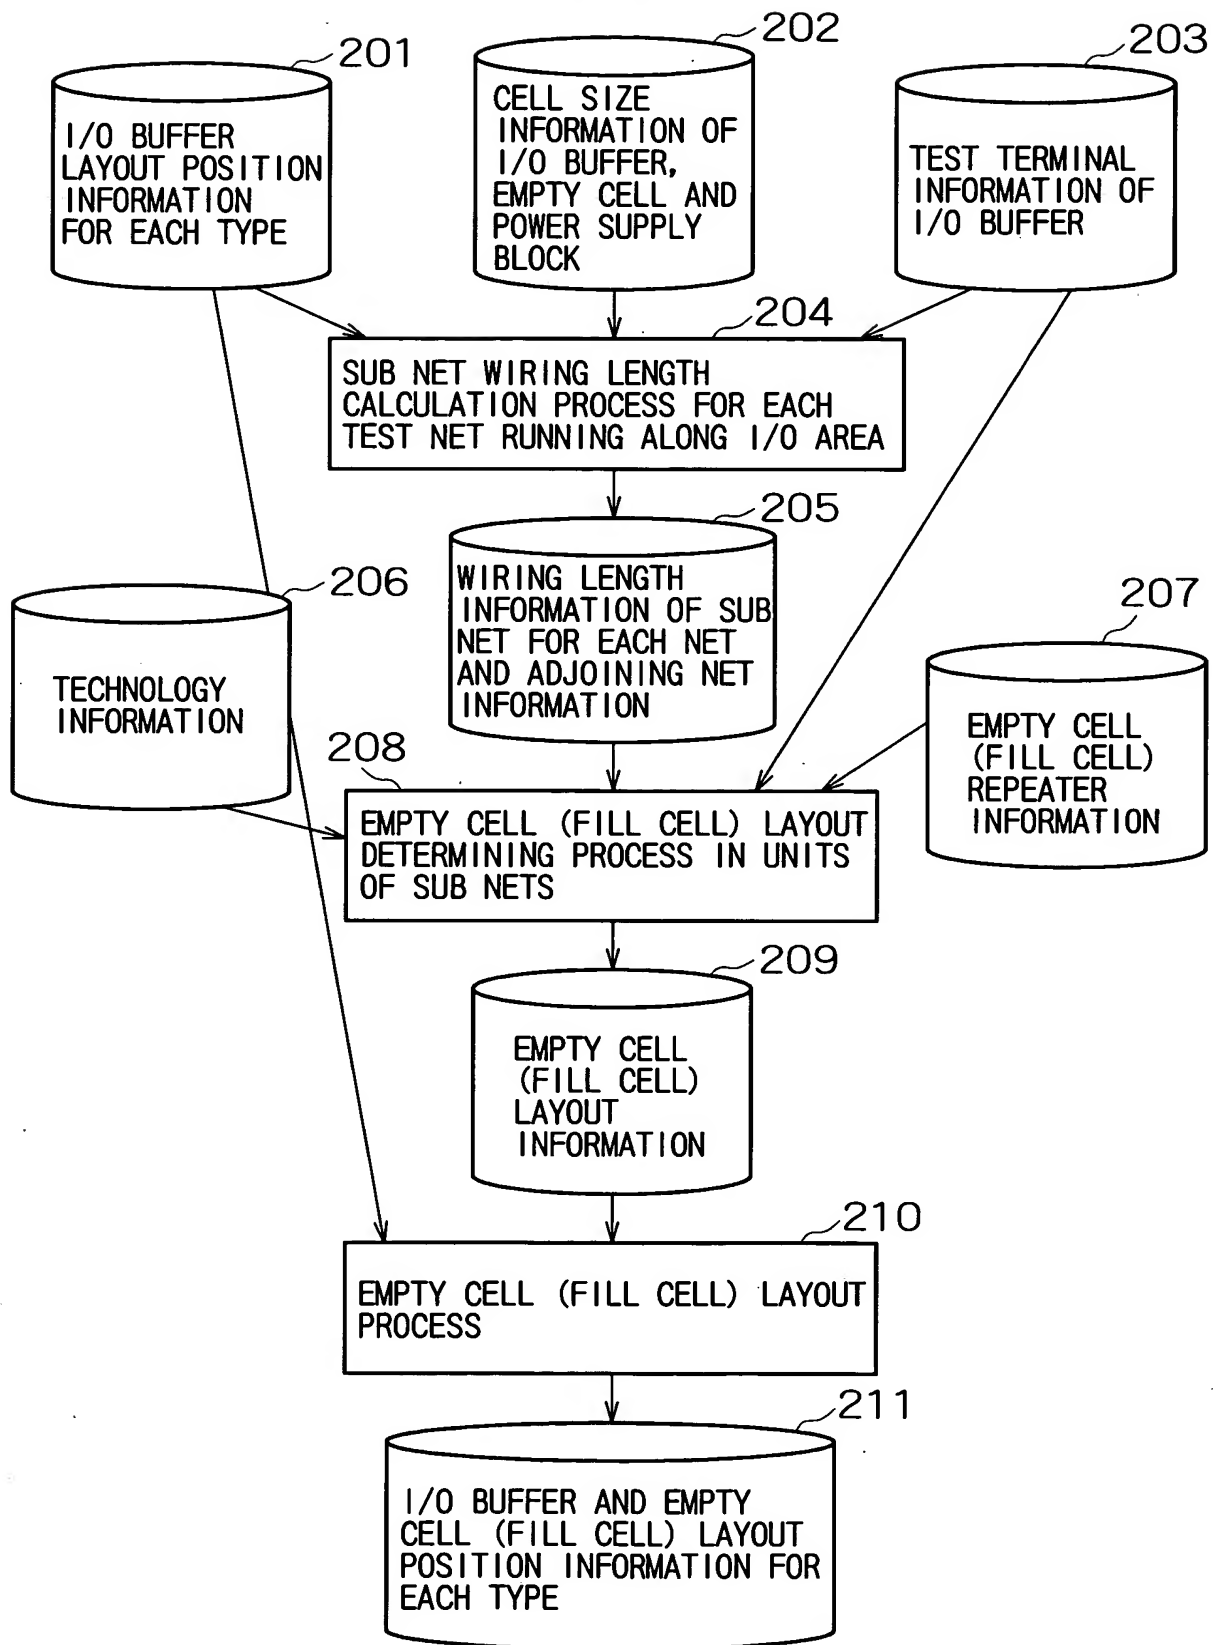 201
I/O BUFFER
LAYOUT POSITION
INFORMATION
FOR EACH TYPE
202
CELL SIZE
INFORMATION OF
I/O BUFFER,
EMPTY CELL AND
POWER SUPPLY
BLOCK
203
TEST TERMINAL
INFORMATION OF
I/O BUFFER
204
SUB NET WIRING LENGTH
CALCULATION PROCESS FOR EACH
TEST NET RUNNING ALONG I/O AREA
205
WIRING LENGTH
INFORMATION OF SUB
NET FOR EACH NET
AND ADJOINING NET
INFORMATION
206
TECHNOLOGY
INFORMATION
207
EMPTY CELL
(FILL CELL)
REPEATER
INFORMATION
208
EMPTY CELL (FILL CELL) LAYOUT
DETERMINING PROCESS IN UNITS
OF SUB NETS
209
EMPTY CELL
(FILL CELL)
LAYOUT
INFORMATION
210
EMPTY CELL (FILL CELL) LAYOUT
PROCESS
211
I/O BUFFER AND EMPTY
CELL (FILL CELL) LAYOUT
POSITION INFORMATION FOR
EACH TYPE